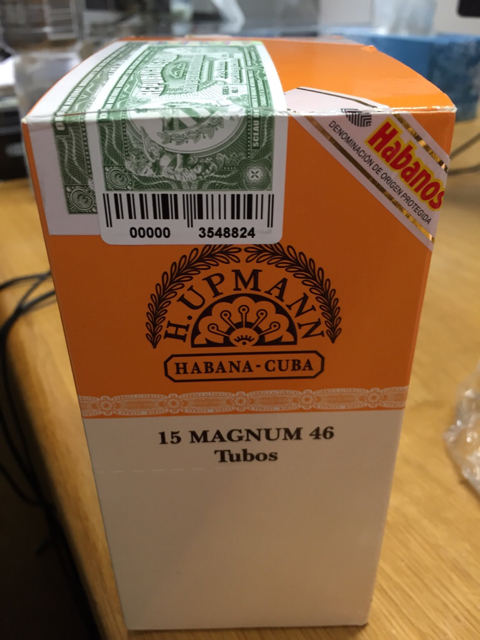 00000 3548824
Habanos
DENOMINACIÓN DE ORIGEN PROTEGIDA
H. UPMANN
HABANA-CUBA
15 MAGNUM 46
Tubos